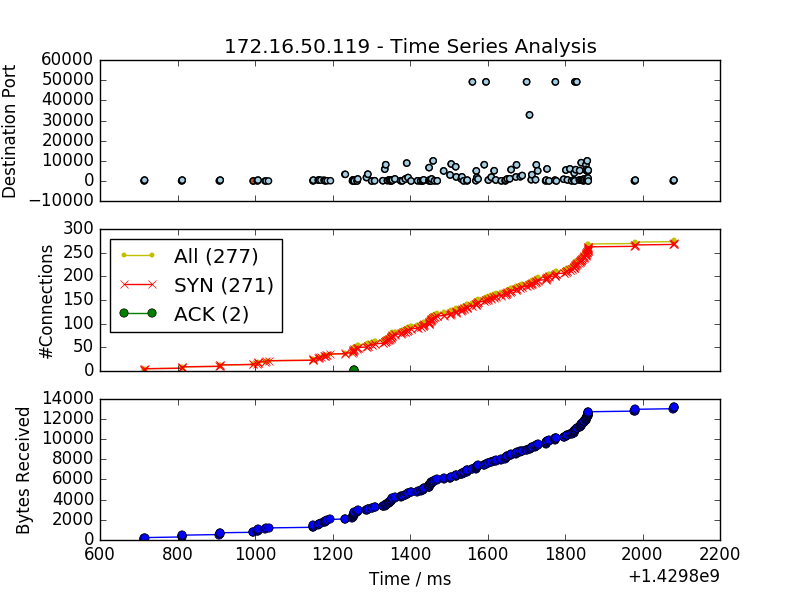 172.16.50.119 - Time Series Analysis
Destination Port
60000
50000
40000
30000
20000
10000
0
−10000
#Connections
300
250
200
150
100
50
0
All (277)
SYN (271)
ACK (2)
Bytes Received
14000
12000
10000
8000
6000
4000
2000
0
600 800 1000 1200 1400 1600 1800 2000 2200
Time / ms
+1.4298e9